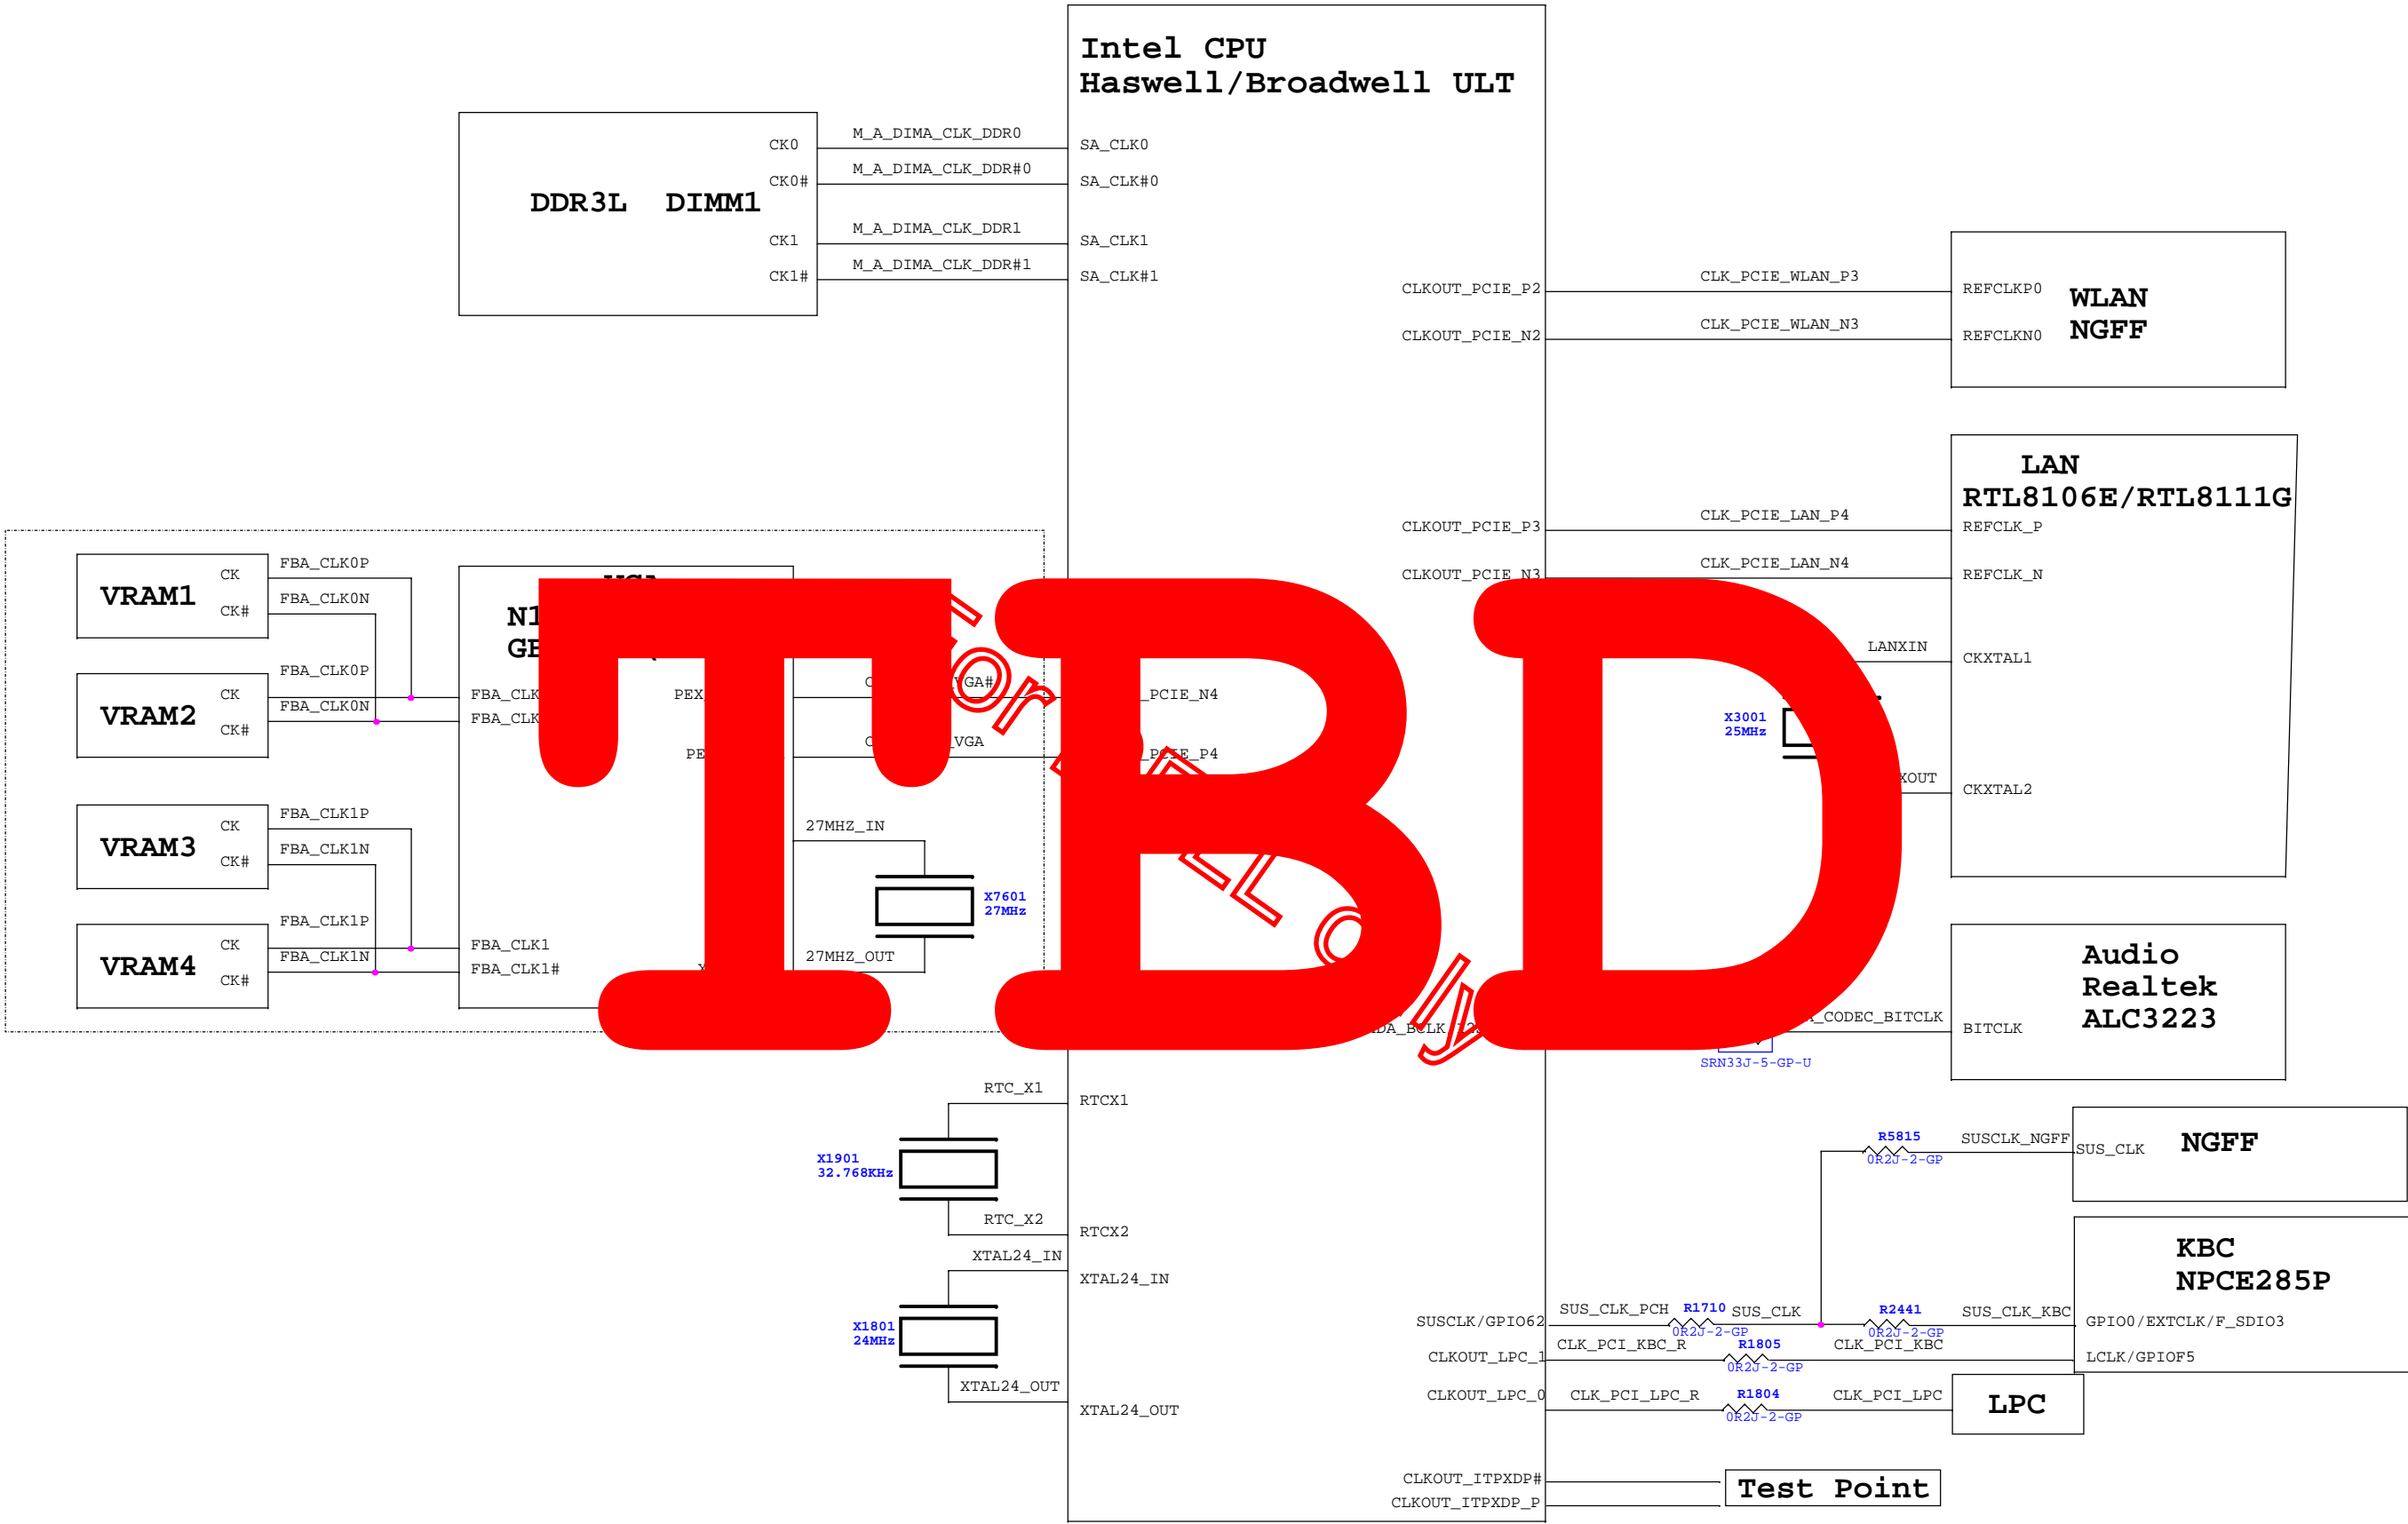 Intel CPU
Haswell/Broadwell ULT
DDR3L DIMM1
CK0
M_A_DIMA_CLK_DDR0
SA_CLK0
CK0#
M_A_DIMA_CLK_DDR#0
SA_CLK#0
CK1
M_A_DIMA_CLK_DDR1
SA_CLK1
CK1#
M_A_DIMA_CLK_DDR#1
SA_CLK#1
CLKOUT_PCIE_P2
CLK_PCIE_WLAN_P3
REFCLKP0
CLKOUT_PCIE_N2
CLK_PCIE_WLAN_N3
REFCLKN0
WLAN
NGFF
LAN
RTL8106E/RTL8111G
CLKOUT_PCIE_P3
CLK_PCIE_LAN_P4
REFCLK_P
CLKOUT_PCIE_N3
CLK_PCIE_LAN_N4
REFCLK_N
LANXIN
CKXTAL1
X3001
25MHz
CKXTAL2
VRAM1
CK
FBA_CLK0P
CK#
FBA_CLK0N
VRAM2
CK
FBA_CLK0P
CK#
FBA_CLK0N
VRAM3
CK
FBA_CLK1P
CK#
FBA_CLK1N
VRAM4
CK
FBA_CLK1P
CK#
FBA_CLK1N
FBA_CLK1
FBA_CLK1#
27MHZ_IN
X7601
27MHz
27MHZ_OUT
TBD
Audio
Realtek
ALC3223
BITCLK
SRN33J-5-GP-U
RTC_X1
RTCX1
X1901
32.768KHz
RTC_X2
RTCX2
XTAL24_IN
XTAL24_IN
X1801
24MHz
XTAL24_OUT
XTAL24_OUT
R5815
0R2J-2-GP
SUSCLK_NGFF
SUS_CLK
NGFF
KBC
NPCE285P
SUSCLK/GPIO62
SUS_CLK_PCH
R1710
0R2J-2-GP
SUS_CLK
R2441
0R2J-2-GP
SUS_CLK_KBC
GPIO0/EXTCLK/F_SDIO3
CLKOUT_LPC_1
CLK_PCI_KBC_R
R1805
0R2J-2-GP
CLK_PCI_KBC
LCLK/GPIOF5
CLKOUT_LPC_0
CLK_PCI_LPC_R
R1804
0R2J-2-GP
CLK_PCI_LPC
LPC
CLKOUT_ITPXDP#
CLKOUT_ITPXDP_P
Test Point